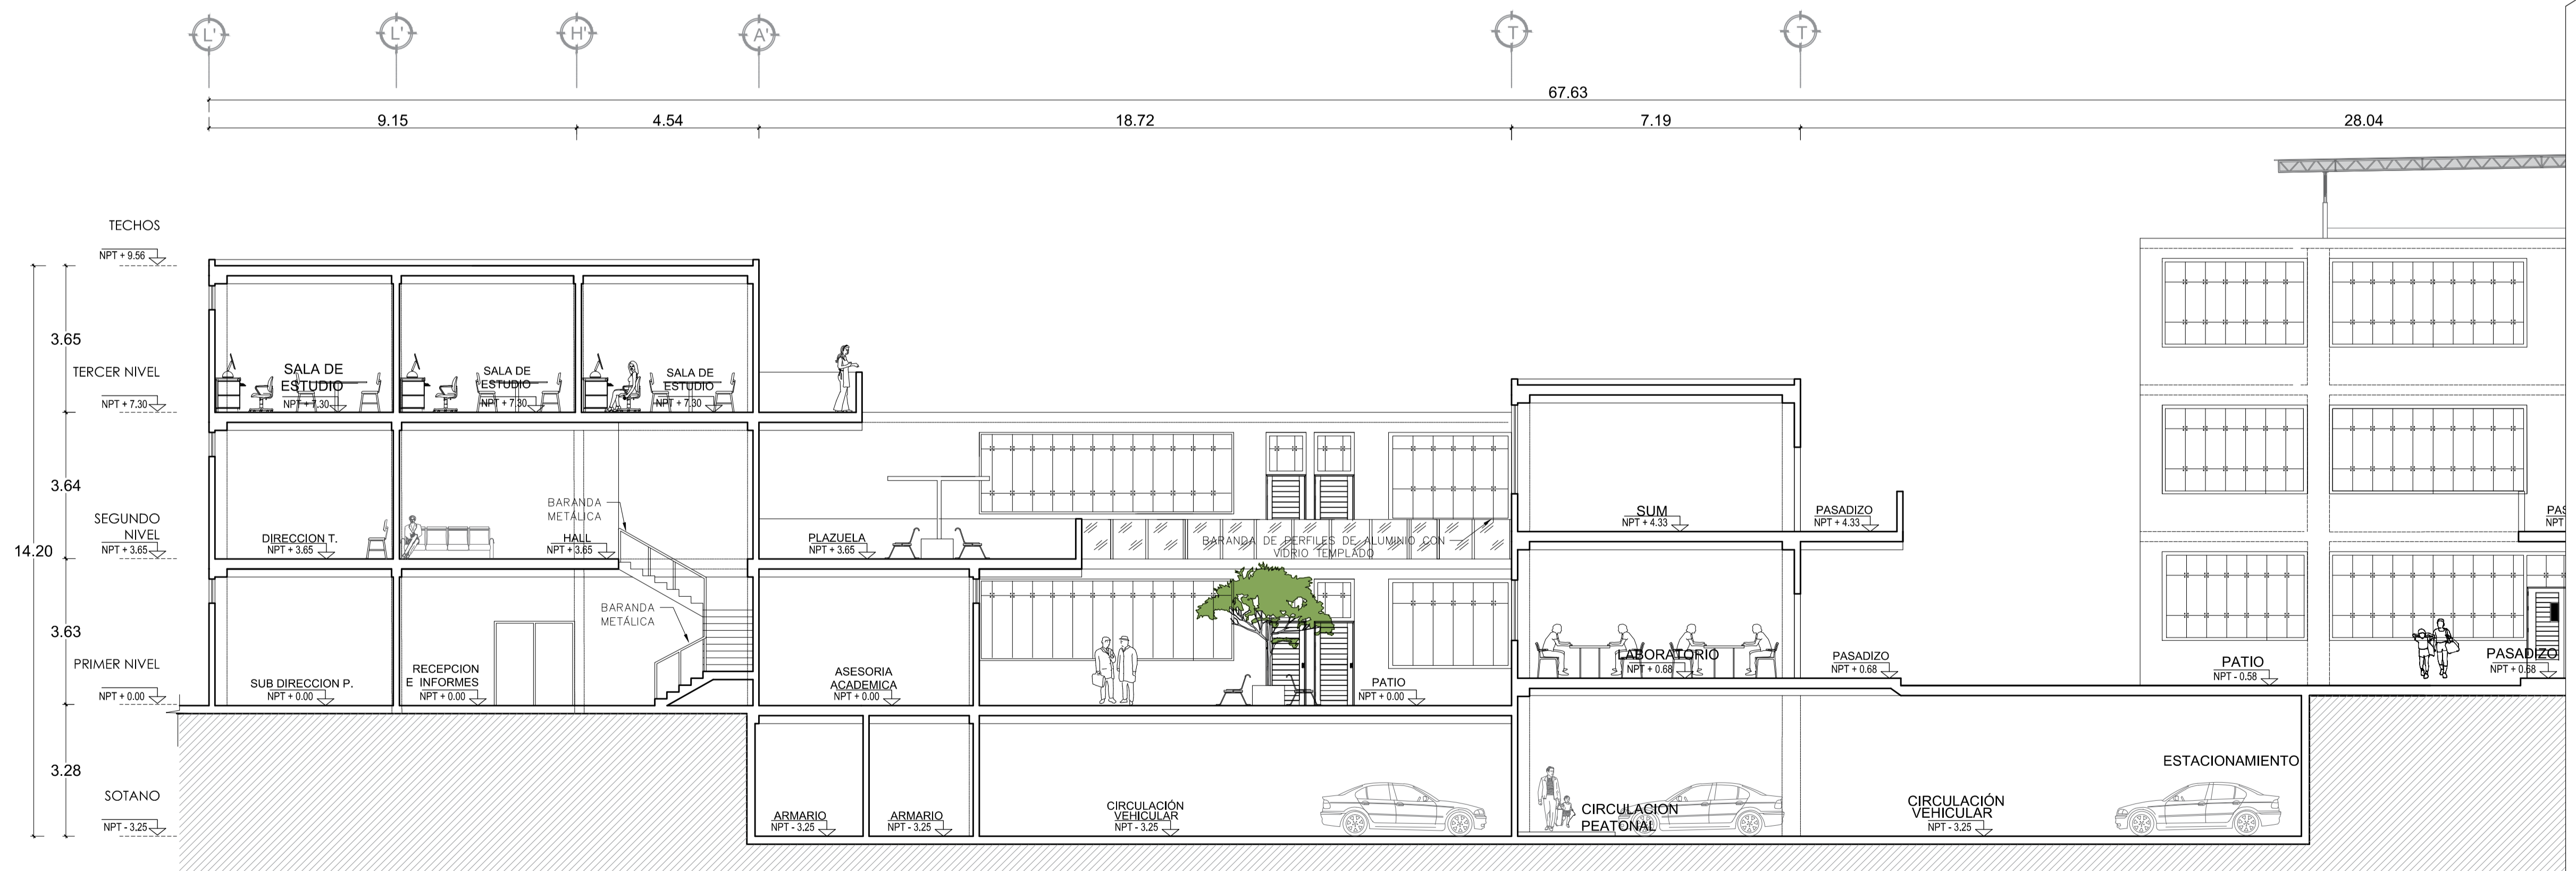 L'
L'
H'
A'
T
T
67.63
9.15
4.54
18.72
7.19
28.04
TECHOS
NPT + 9.56
3.65
TERCER NIVEL
NPT + 7.30
SALA DE
ESTUDIO
NPT + 7.30
SALA DE
ESTUDIO
NPT + 7.30
SALA DE
ESTUDIO
NPT + 7.30
3.64
SEGUNDO
NIVEL
NPT + 3.65
14.20
DIRECCION T.
NPT + 3.65
HALL
NPT + 3.65
BARANDA
METÁLICA
PLAZUELA
NPT + 3.65
BARANDA DE PERFILES DE ALUMINIO CON
VIDRIO TEMPLADO
SUM
NPT + 4.33
PASADIZO
NPT + 4.33
PAS
NPT
3.63
PRIMER NIVEL
NPT + 0.00
SUB DIRECCION P.
NPT + 0.00
RECEPCION
E INFORMES
NPT + 0.00
BARANDA
METÁLICA
ASESORIA
ACADEMICA
NPT + 0.00
PATIO
NPT + 0.00
LABORATORIO
NPT + 0.68
PASADIZO
NPT + 0.68
PATIO
NPT - 0.58
PASADIZO
NPT + 0.68
3.28
SOTANO
NPT - 3.25
ARMARIO
NPT - 3.25
ARMARIO
NPT - 3.25
CIRCULACIÓN
VEHICULAR
NPT - 3.25
CIRCULACION
PEATONAL
CIRCULACIÓN
VEHICULAR
NPT - 3.25
ESTACIONAMIENTO